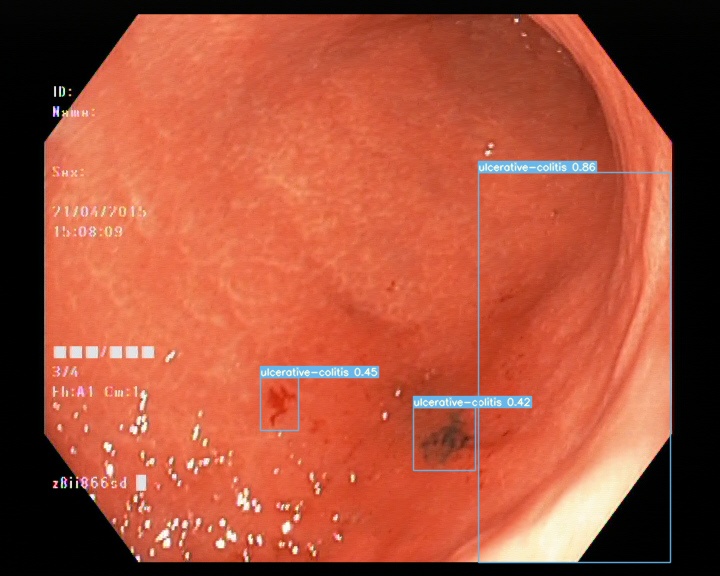 ID:
Name:
ulcerative-colitis 0.86
Sex:
21/04/2015
15:08:09
3/4
ulcerative-colitis 0.45
Eh:A1 Cm:1
ulcerative-colitis 0.42